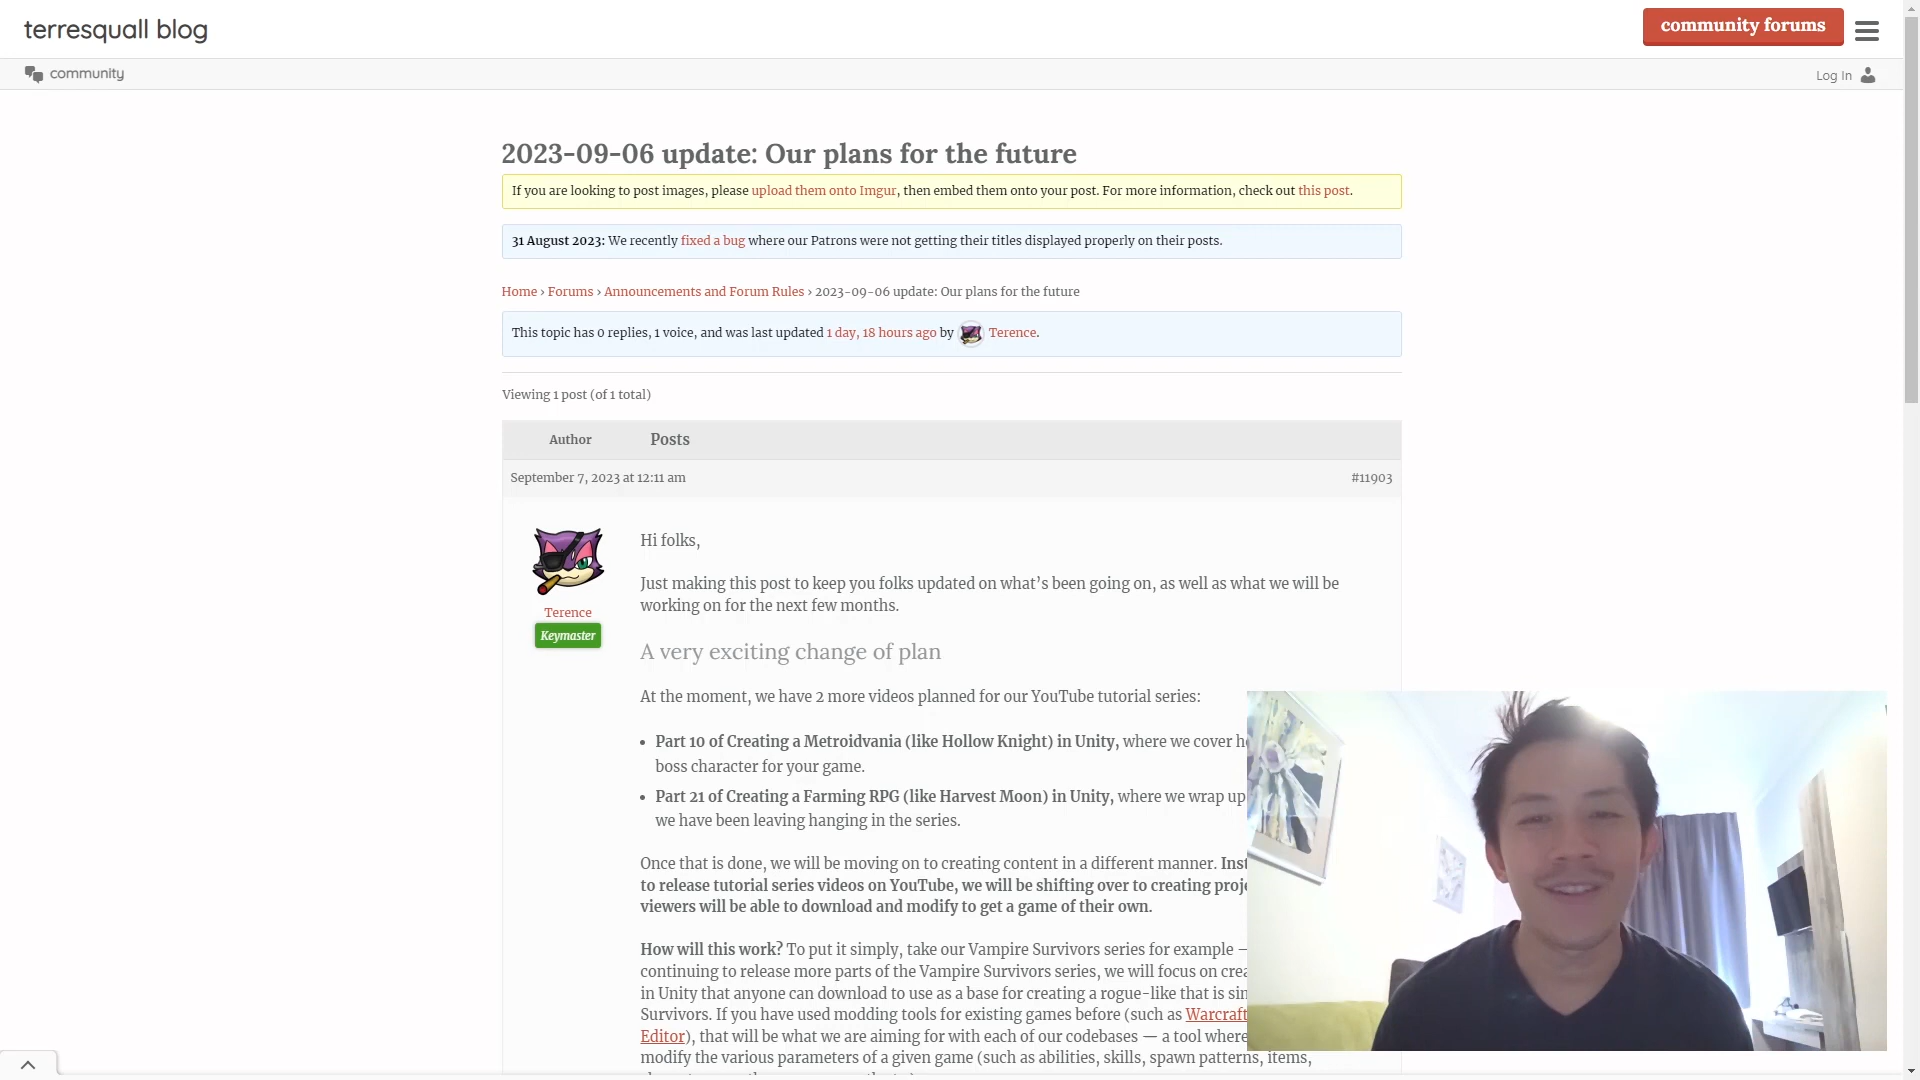 terresquall blog
community forums
community
Log In
2023-09-06 update: Our plans for the future
If you are looking to post images, please upload them onto Imgur, then embed them onto your post. For more information, check out this post.
31 August 2023: We recently fixed a bug where our Patrons were not getting their titles displayed properly on their posts.
Home › Forums › Announcements and Forum Rules › 2023-09-06 update: Our plans for the future
This topic has 0 replies, 1 voice, and was last updated 1 day, 18 hours ago by Terence.
Viewing 1 post (of 1 total)
Author Posts
September 7, 2023 at 12:11 am #11903
Terence
Keymaster
Hi folks,
Just making this post to keep you folks updated on what’s been going on, as well as what we will be
working on for the next few months.
A very exciting change of plan
At the moment, we have 2 more videos planned for our YouTube tutorial series:
• Part 10 of Creating a Metroidvania (like Hollow Knight) in Unity, where we cover
boss character for your game.
• Part 21 of Creating a Farming RPG (like Harvest Moon) in Unity, where we wrap up
we have been leaving hanging in the series.
Once that is done, we will be moving on to creating content in a different manner.
to release tutorial series videos on YouTube, we will be shifting over to creating
viewers will be able to download and modify to get a game of their own.
How will this work? To put it simply, take our Vampire Survivors series for example —
continuing to release more parts of the Vampire Survivors series, we will focus on
in Unity that anyone can download to use as a base for creating a rogue-like that is
Survivors. If you have used modding tools for existing games before (such as Warcraft
Editor), that will be what we are aiming for with each of our codebases — a tool where
modify the various parameters of a given game (such as abilities, skills, spawn patterns, items,